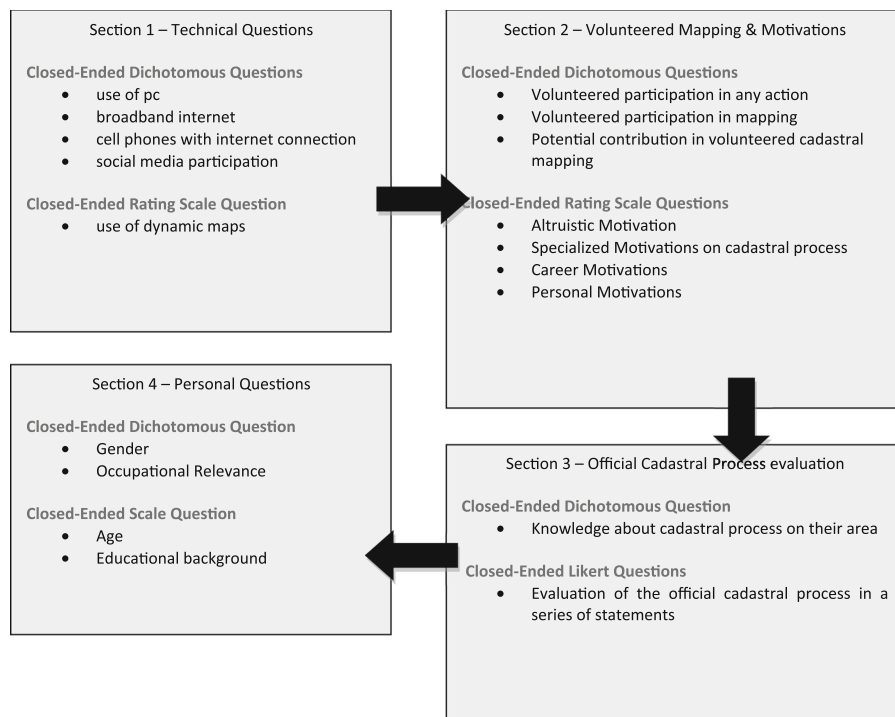 Section 1 – Technical Questions
Closed-Ended Dichotomous Questions
• use of pc
• broadband internet
• cell phones with internet connection
• social media participation
Closed-Ended Rating Scale Question
• use of dynamic maps
Section 2 – Volunteered Mapping & Motivations
Closed-Ended Dichotomous Questions
• Volunteered participation in any action
• Volunteered participation in mapping
• Potential contribution in volunteered cadastral
mapping
Closed-Ended Rating Scale Questions
• Altruistic Motivation
• Specialized Motivations on cadastral process
• Career Motivations
• Personal Motivations
Section 3 – Official Cadastral Process evaluation
Closed-Ended Dichotomous Question
• Knowledge about cadastral process on their area
Closed-Ended Likert Questions
• Evaluation of the official cadastral process in a
series of statements
Section 4 – Personal Questions
Closed-Ended Dichotomous Question
• Gender
• Occupational Relevance
Closed-Ended Scale Question
• Age
• Educational background